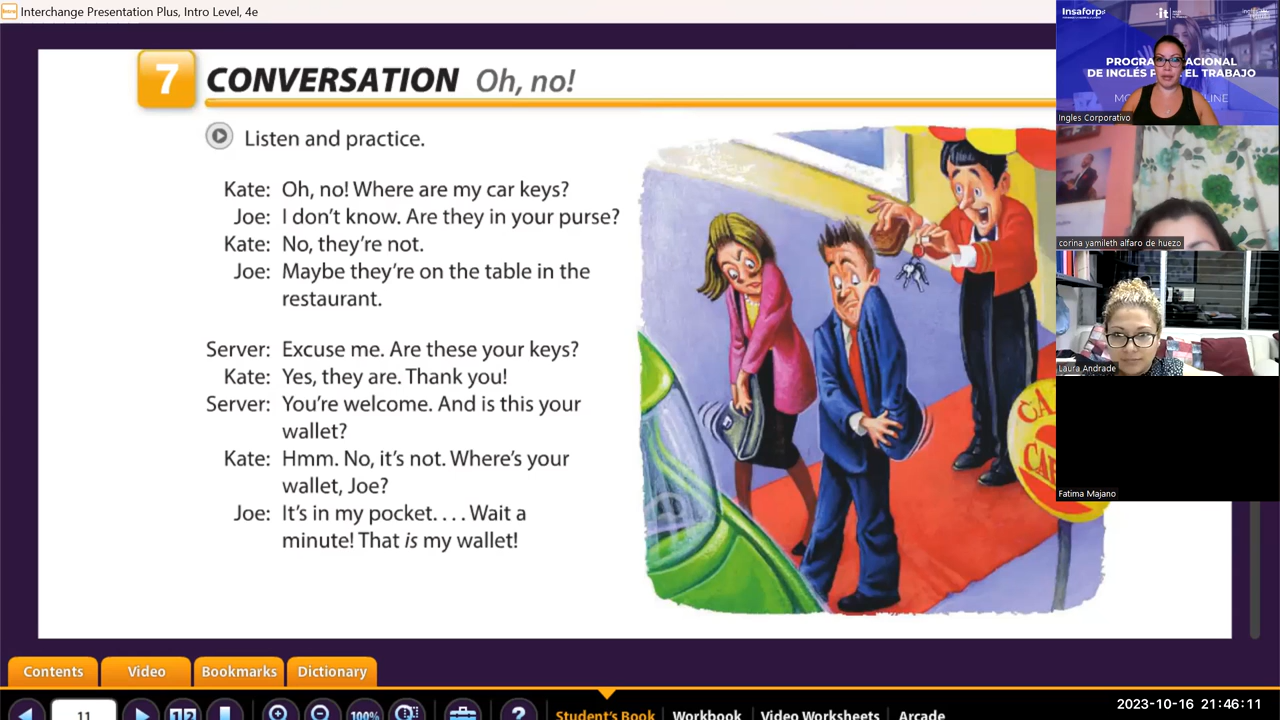 Interchange Presentation Plus, Intro Level, 4e
7 CONVERSATION Oh, no!
Listen and practice.
Kate: Oh, no! Where are my car keys?
Joe: I don't know. Are they in your purse?
Kate: No, they're not.
Joe: Maybe they're on the table in the
restaurant.
Server: Excuse me. Are these your keys?
Kate: Yes, they are. Thank you!
Server: You're welcome. And is this your
wallet?
Kate: Hmm. No, it's not. Where's your
wallet, Joe?
Joe: It's in my pocket. . . . Wait a
minute! That is my wallet!
Insaforp
Ingles Corporativo
corina yamileth alfaro de huezo
Laura Andrade
Fatima Majano
Contents
Video
Bookmarks
Dictionary
11
1 2
100%
?
Student's Book
Workbook
Video Worksheets
Arcade
2023-10-16 21:46:11